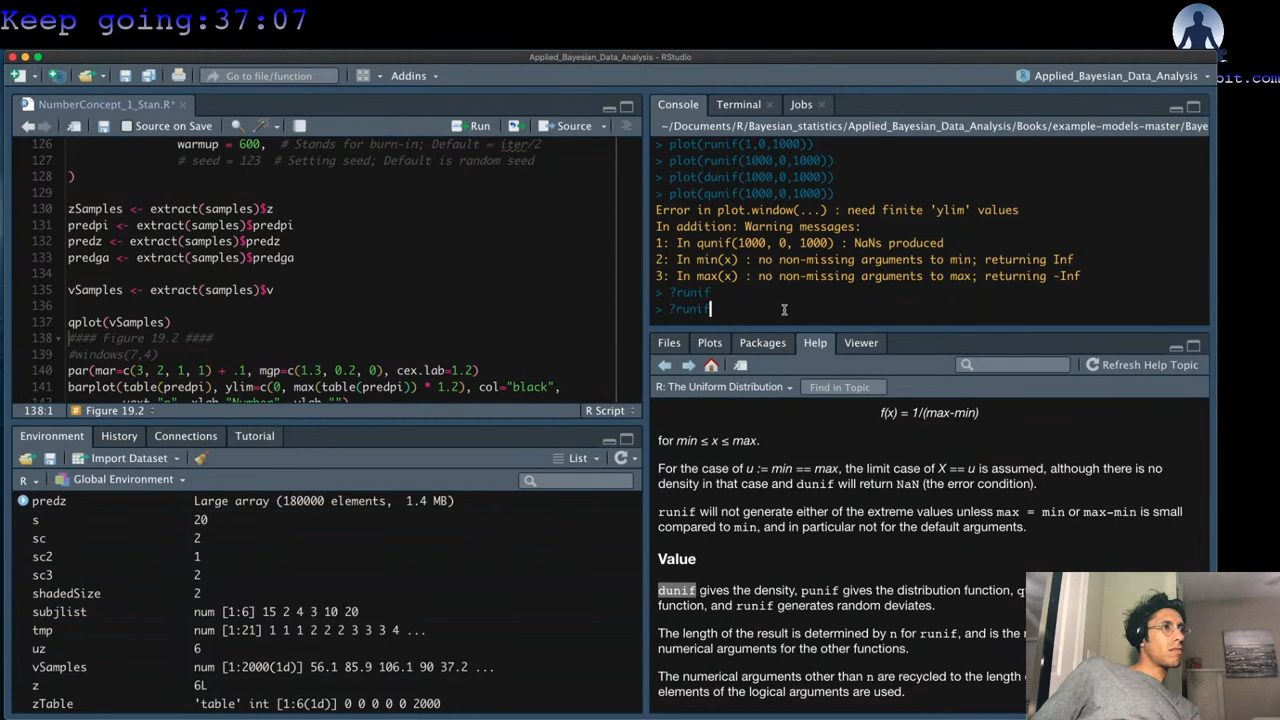 Keep going:37:07
bit.com
Applied_Bayesian_Data_Analysis - RStudio
Go to file/function
Addins
Applied_Bayesian_Data_Analysis
NumberConcept_1_Stan.R*
Source on Save
Run
Source
126 warmup = 600, # Stands for burn-in; Default = iter/2
127 # seed = 123 # Setting seed; Default is random seed
128 )
129
130 zSamples <- extract(samples)$z
131 predpi <- extract(samples)$predpi
132 predz <- extract(samples)$predz
133 predga <- extract(samples)$predga
134
135 vSamples <- extract(samples)$v
136
137 qplot(vSamples)
138 #### Figure 19.2 ####
139 #windows(7,4)
140 par(mar=c(3, 2, 1, 1) + .1, mgp=c(1.3, 0.2, 0), cex.lab=1.2)
141 barplot(table(predpi), ylim=c(0, max(table(predpi)) * 1.2), col="black",
138:1
# Figure 19.2
R Script
Console
Terminal
Jobs
~/Documents/R/Bayesian_statistics/Applied_Bayesian_Data_Analysis/Books/example-models-master/Baye
> plot(runif(1,0,1000))
> plot(runif(1000,0,1000))
> plot(dunif(1000,0,1000))
> plot(qunif(1000,0,1000))
Error in plot.window(...) : need finite 'ylim' values
In addition: Warning messages:
1: In qunif(1000, 0, 1000) : NaNs produced
2: In min(x) : no non-missing arguments to min; returning Inf
3: In max(x) : no non-missing arguments to max; returning -Inf
> ?runif
> ?runif
Environment
History
Connections
Tutorial
Import Dataset
List
R
Global Environment
predz Large array (180000 elements, 1.4 MB)
s 20
sc 2
sc2 1
sc3 2
shadedSize 2
subjlist num [1:6] 15 2 4 3 10 20
tmp num [1:21] 1 1 1 2 2 2 3 3 3 4 ...
uz 6
vSamples num [1:2000(1d)] 56.1 85.9 106.1 90 37.2 ...
z 6L
zTable 'table' int [1:6(1d)] 0 0 0 0 0 2000
Files
Plots
Packages
Help
Viewer
Refresh Help Topic
R: The Uniform Distribution
Find in Topic
f(x) = 1/(max-min)
for min ≤ x ≤ max.
For the case of u := min == max, the limit case of X == u is assumed, although there is no
density in that case and dunif will return NaN (the error condition).
runif will not generate either of the extreme values unless max = min or max-min is small
compared to min, and in particular not for the default arguments.
Value
dunif gives the density, punif gives the distribution function, q
function, and runif generates random deviates.
The length of the result is determined by n for runif, and is the
numerical arguments for the other functions.
The numerical arguments other than n are recycled to the length
elements of the logical arguments are used.